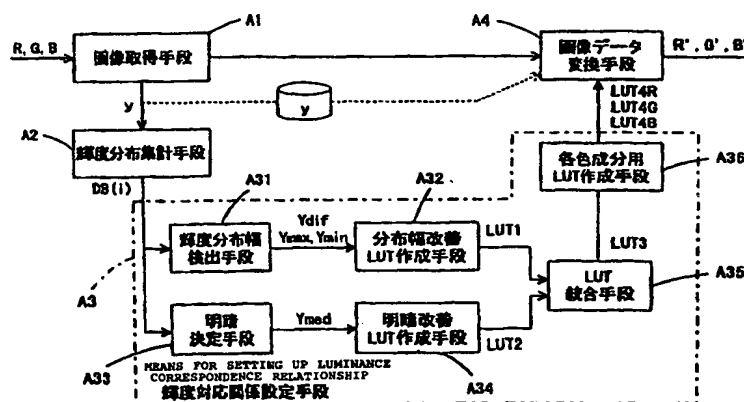 A1
A4
R, G, B
画像取得手段
画像データ
変換手段
R', G', B'
y
y
LUT4R
LUT4G
LUT4B
A2
輝度分布集計手段
各色成分用
LUT作成手段
A36
DB(i)
A31
A32
Ydif
Ymax, Ymin
輝度分布幅
検出手段
分布幅改善
LUT作成手段
LUT1
LUT3
A3
LUT
統合手段
A35
明暗
決定手段
Ymed
明暗改善
LUT作成手段
LUT2
A33
A34
MEANS FOR SETTING UP LUMINANCE
CORRESPONDENCE RELATIONSHIP
輝度対応関係設定手段